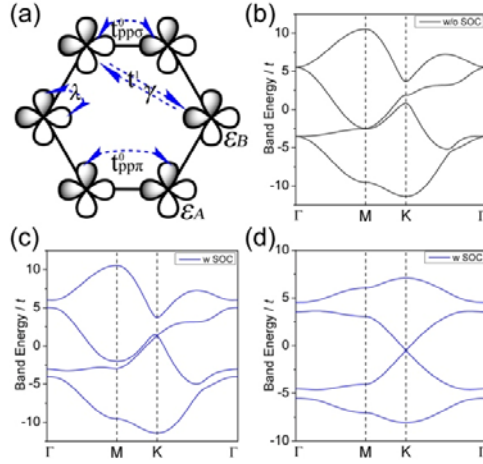 (a)
t⁰ppσ
λ
t¹
γ
εB
t⁰ppπ
εA
(b)
w/o SOC
Band Energy / t
10
5
0
-5
-10
Γ M K Γ
(c)
w SOC
Band Energy / t
10
5
0
-5
-10
Γ M K Γ
(d)
w SOC
Band Energy / t
10
5
0
-5
-10
Γ M K Γ